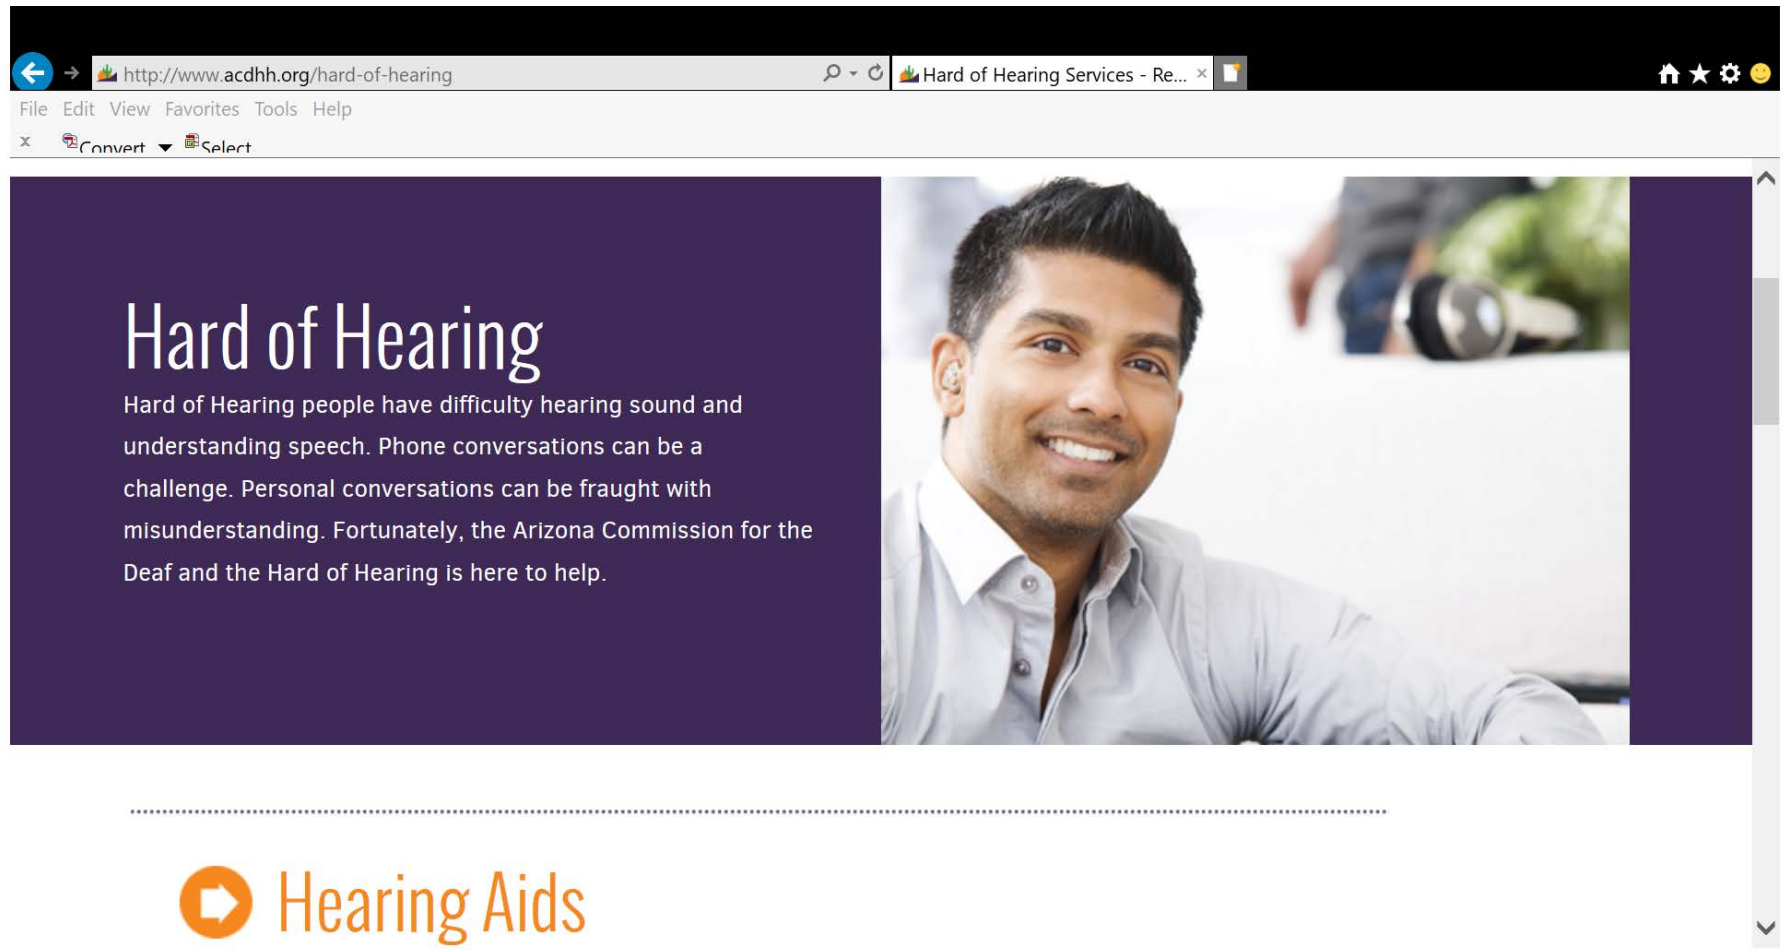 http://www.acdhh.org/hard-of-hearing
Hard of Hearing Services - Re...
File Edit View Favorites Tools Help
x Convert Select
Hard of Hearing
Hard of Hearing people have difficulty hearing sound and
understanding speech. Phone conversations can be a
challenge. Personal conversations can be fraught with
misunderstanding. Fortunately, the Arizona Commission for the
Deaf and the Hard of Hearing is here to help.
Hearing Aids